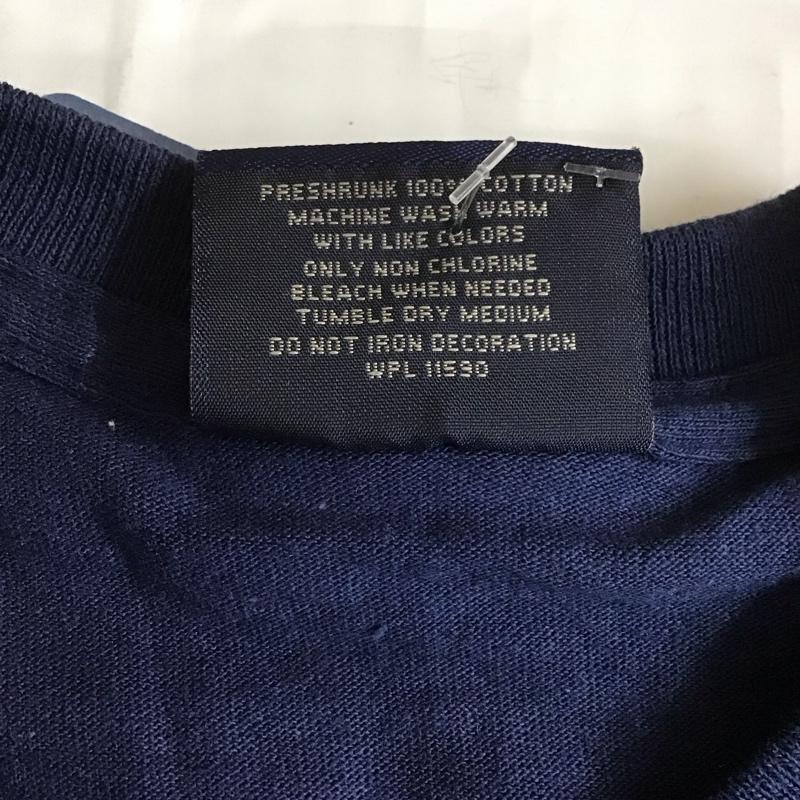 PRESHRUNK 100% COTTON
MACHINE WASH WARM
WITH LIKE COLORS
ONLY NON CHLORINE
BLEACH WHEN NEEDED
TUMBLE DRY MEDIUM
DO NOT IRON DECORATION
WPL 11590